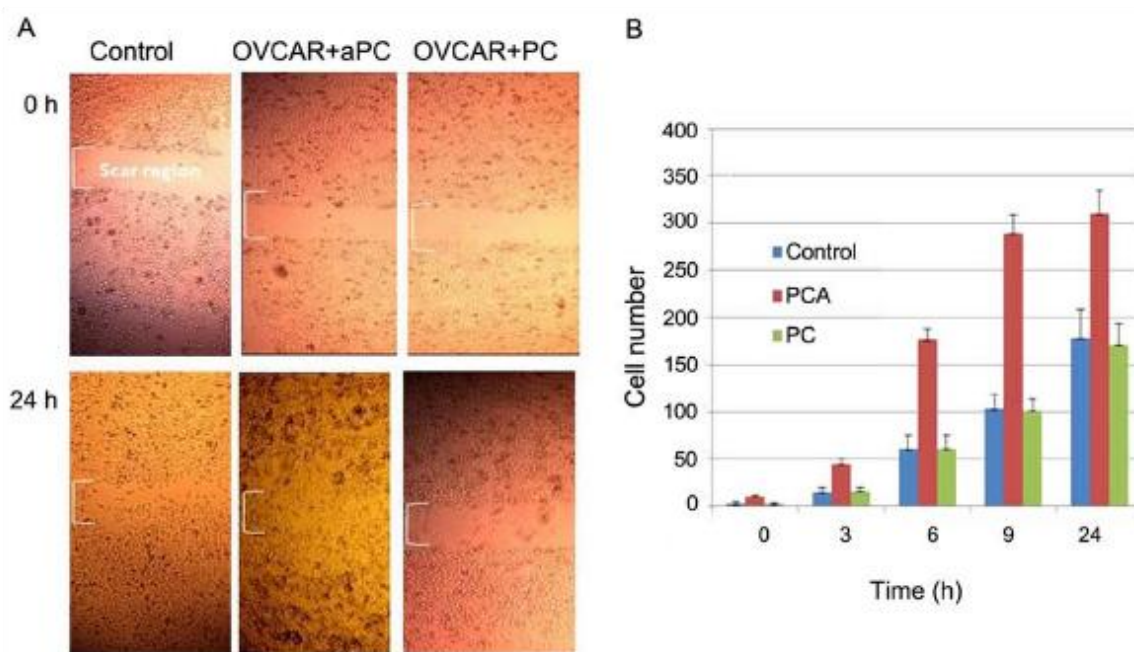 A
Control OVCAR+aPC OVCAR+PC
0 h
Scar region
24 h
B
400
350
300
250
200
150
100
50
0
Control
PCA
PC
Cell number
0 3 6 9 24
Time (h)